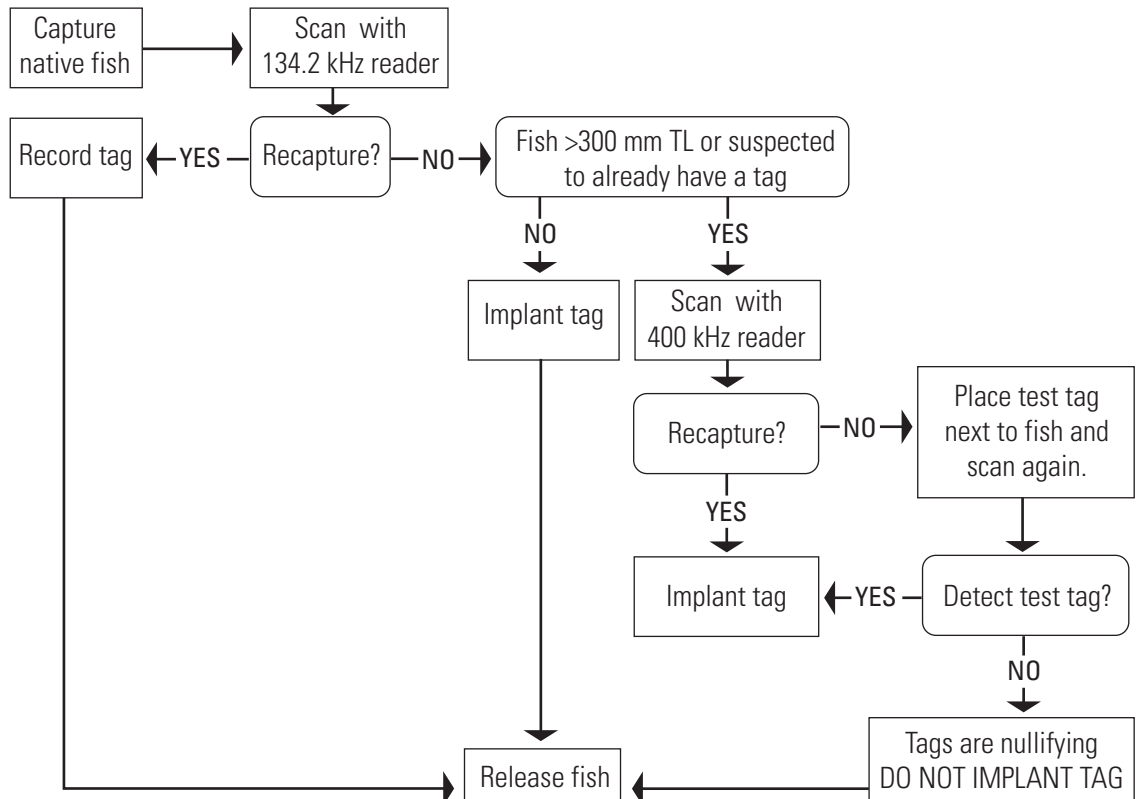 Capture
native fish
Scan with
134.2 kHz reader
Record tag
YES
Recapture?
NO
Fish >300 mm TL or suspected
to already have a tag
NO
YES
Implant tag
Scan with
400 kHz reader
Recapture?
NO
Place test tag
next to fish and
scan again.
YES
Implant tag
YES
Detect test tag?
NO
Tags are nullifying
DO NOT IMPLANT TAG
Release fish